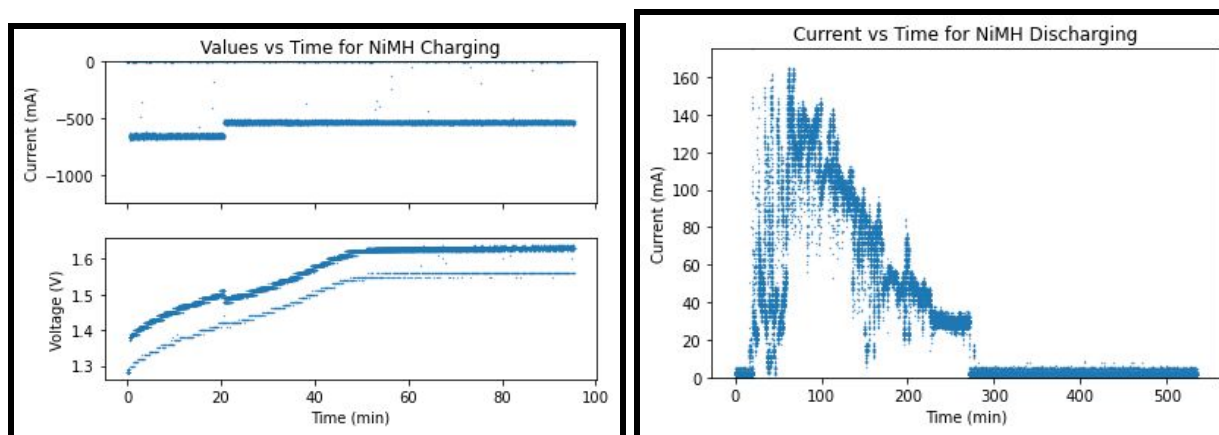 Values vs Time for NiMH Charging
0
−500
−1000
Current (mA)
1.6
1.5
1.4
1.3
Voltage (V)
0 20 40 60 80 100
Time (min)
Current vs Time for NiMH Discharging
160
140
120
100
80
60
40
20
0
Current (mA)
0 100 200 300 400 500
Time (min)